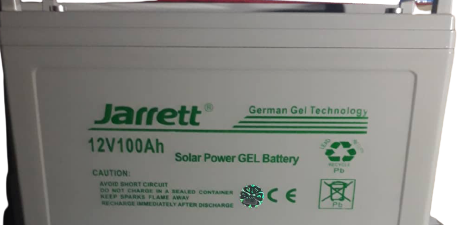 Jarrett®
German Gel Technology
12V100Ah
Solar Power GEL Battery
CAUTION:
AVOID SHORT CIRCUIT
DO NOT CHARGE IN A SEALED CONTAINER
KEEP SPARKS FLAME AWAY
RECHARGE IMMEDIATELY AFTER DISCHARGE
CE
Pb
Pb